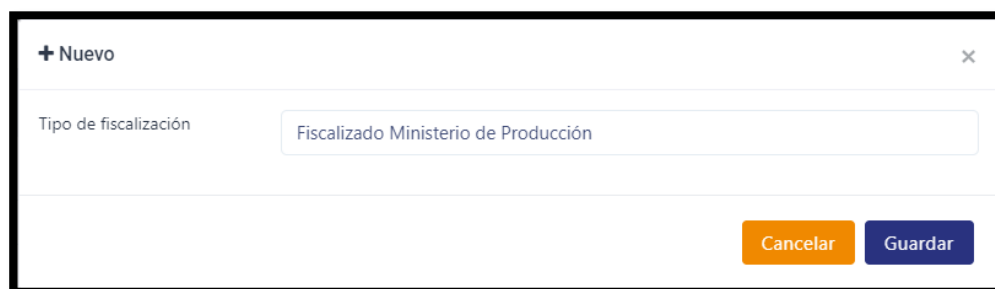 + Nuevo
×
Tipo de fiscalización
Fiscalizado Ministerio de Producción
Cancelar
Guardar